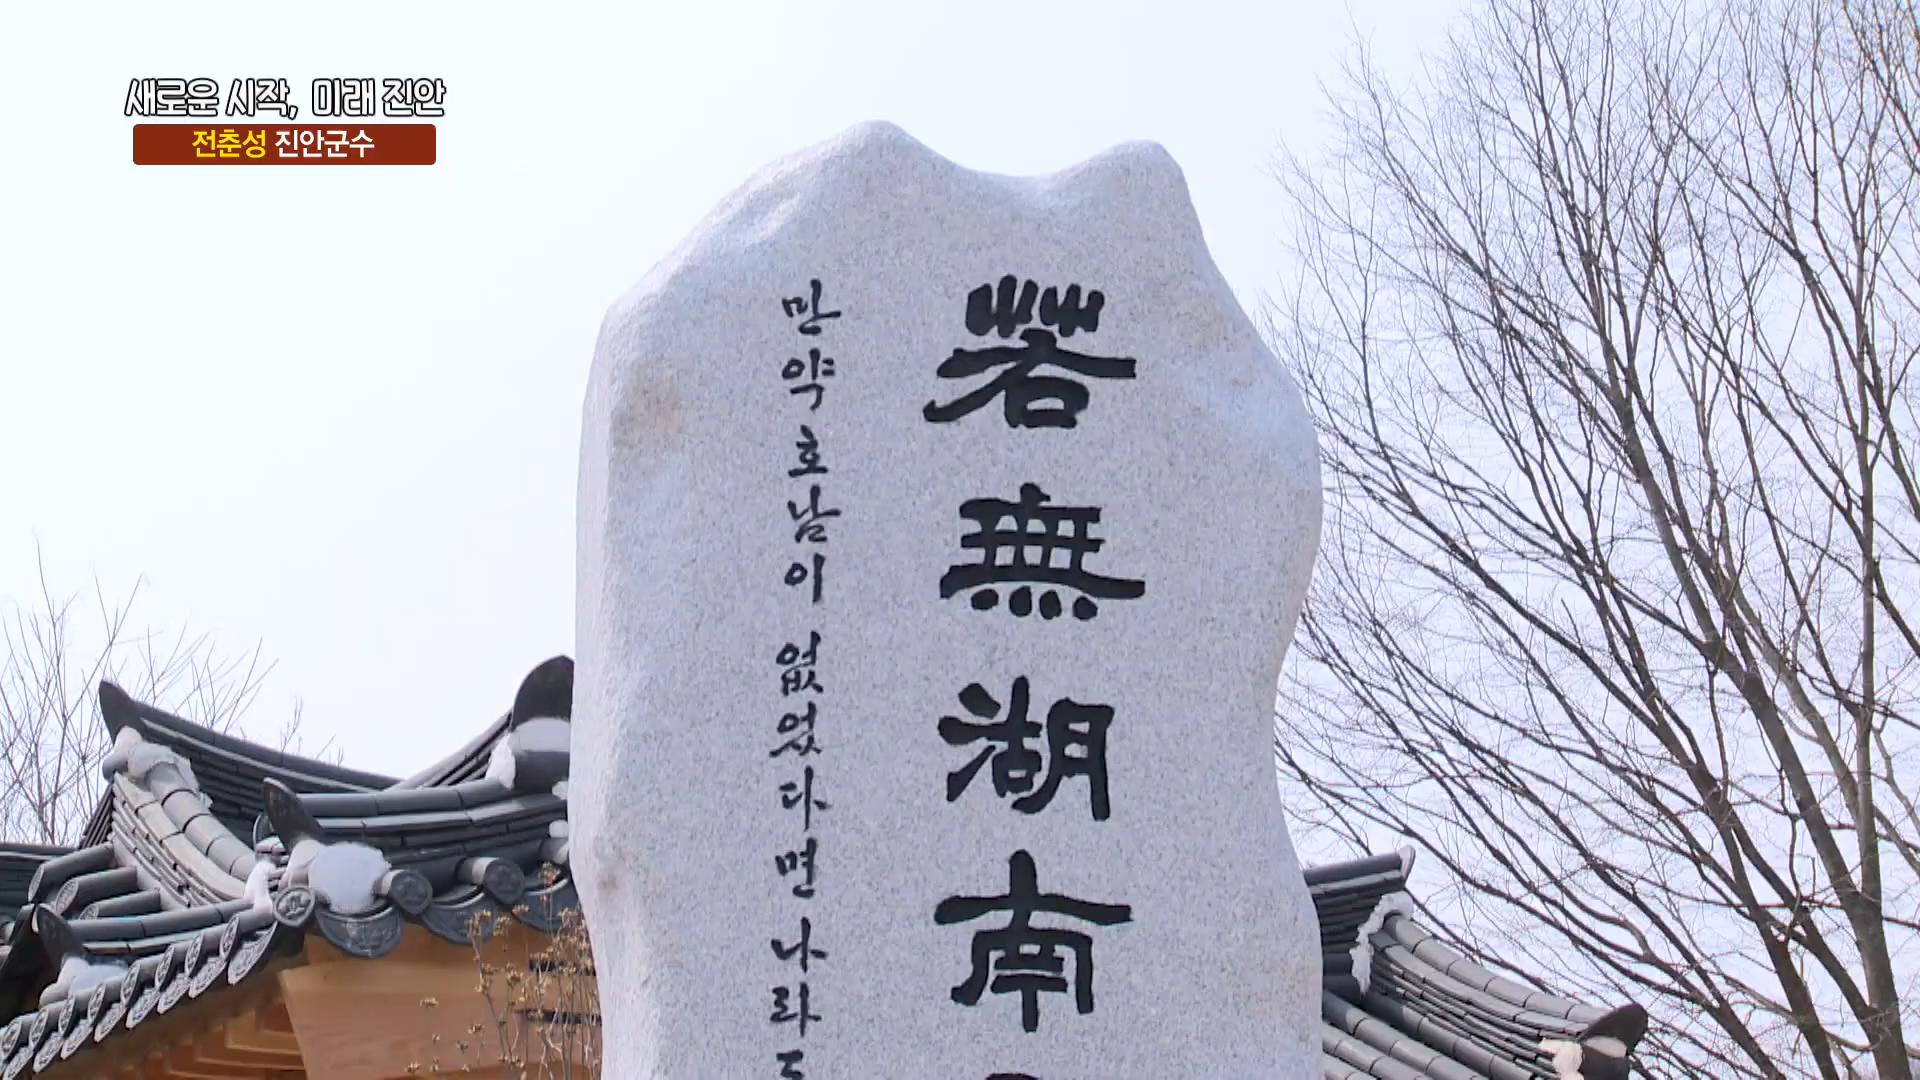 새로운 시작, 미래 진안
전춘성 진안군수
若無湖南
만약 호남이 없었다면 나라